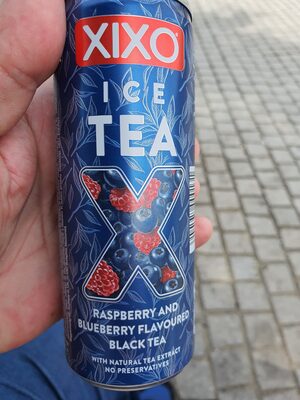 XIXO
ICE
TEA
X
RASPBERRY AND
BLUEBERRY FLAVOURED
BLACK TEA
WITH NATURAL TEA EXTRACT
NO PRESERVATIVES